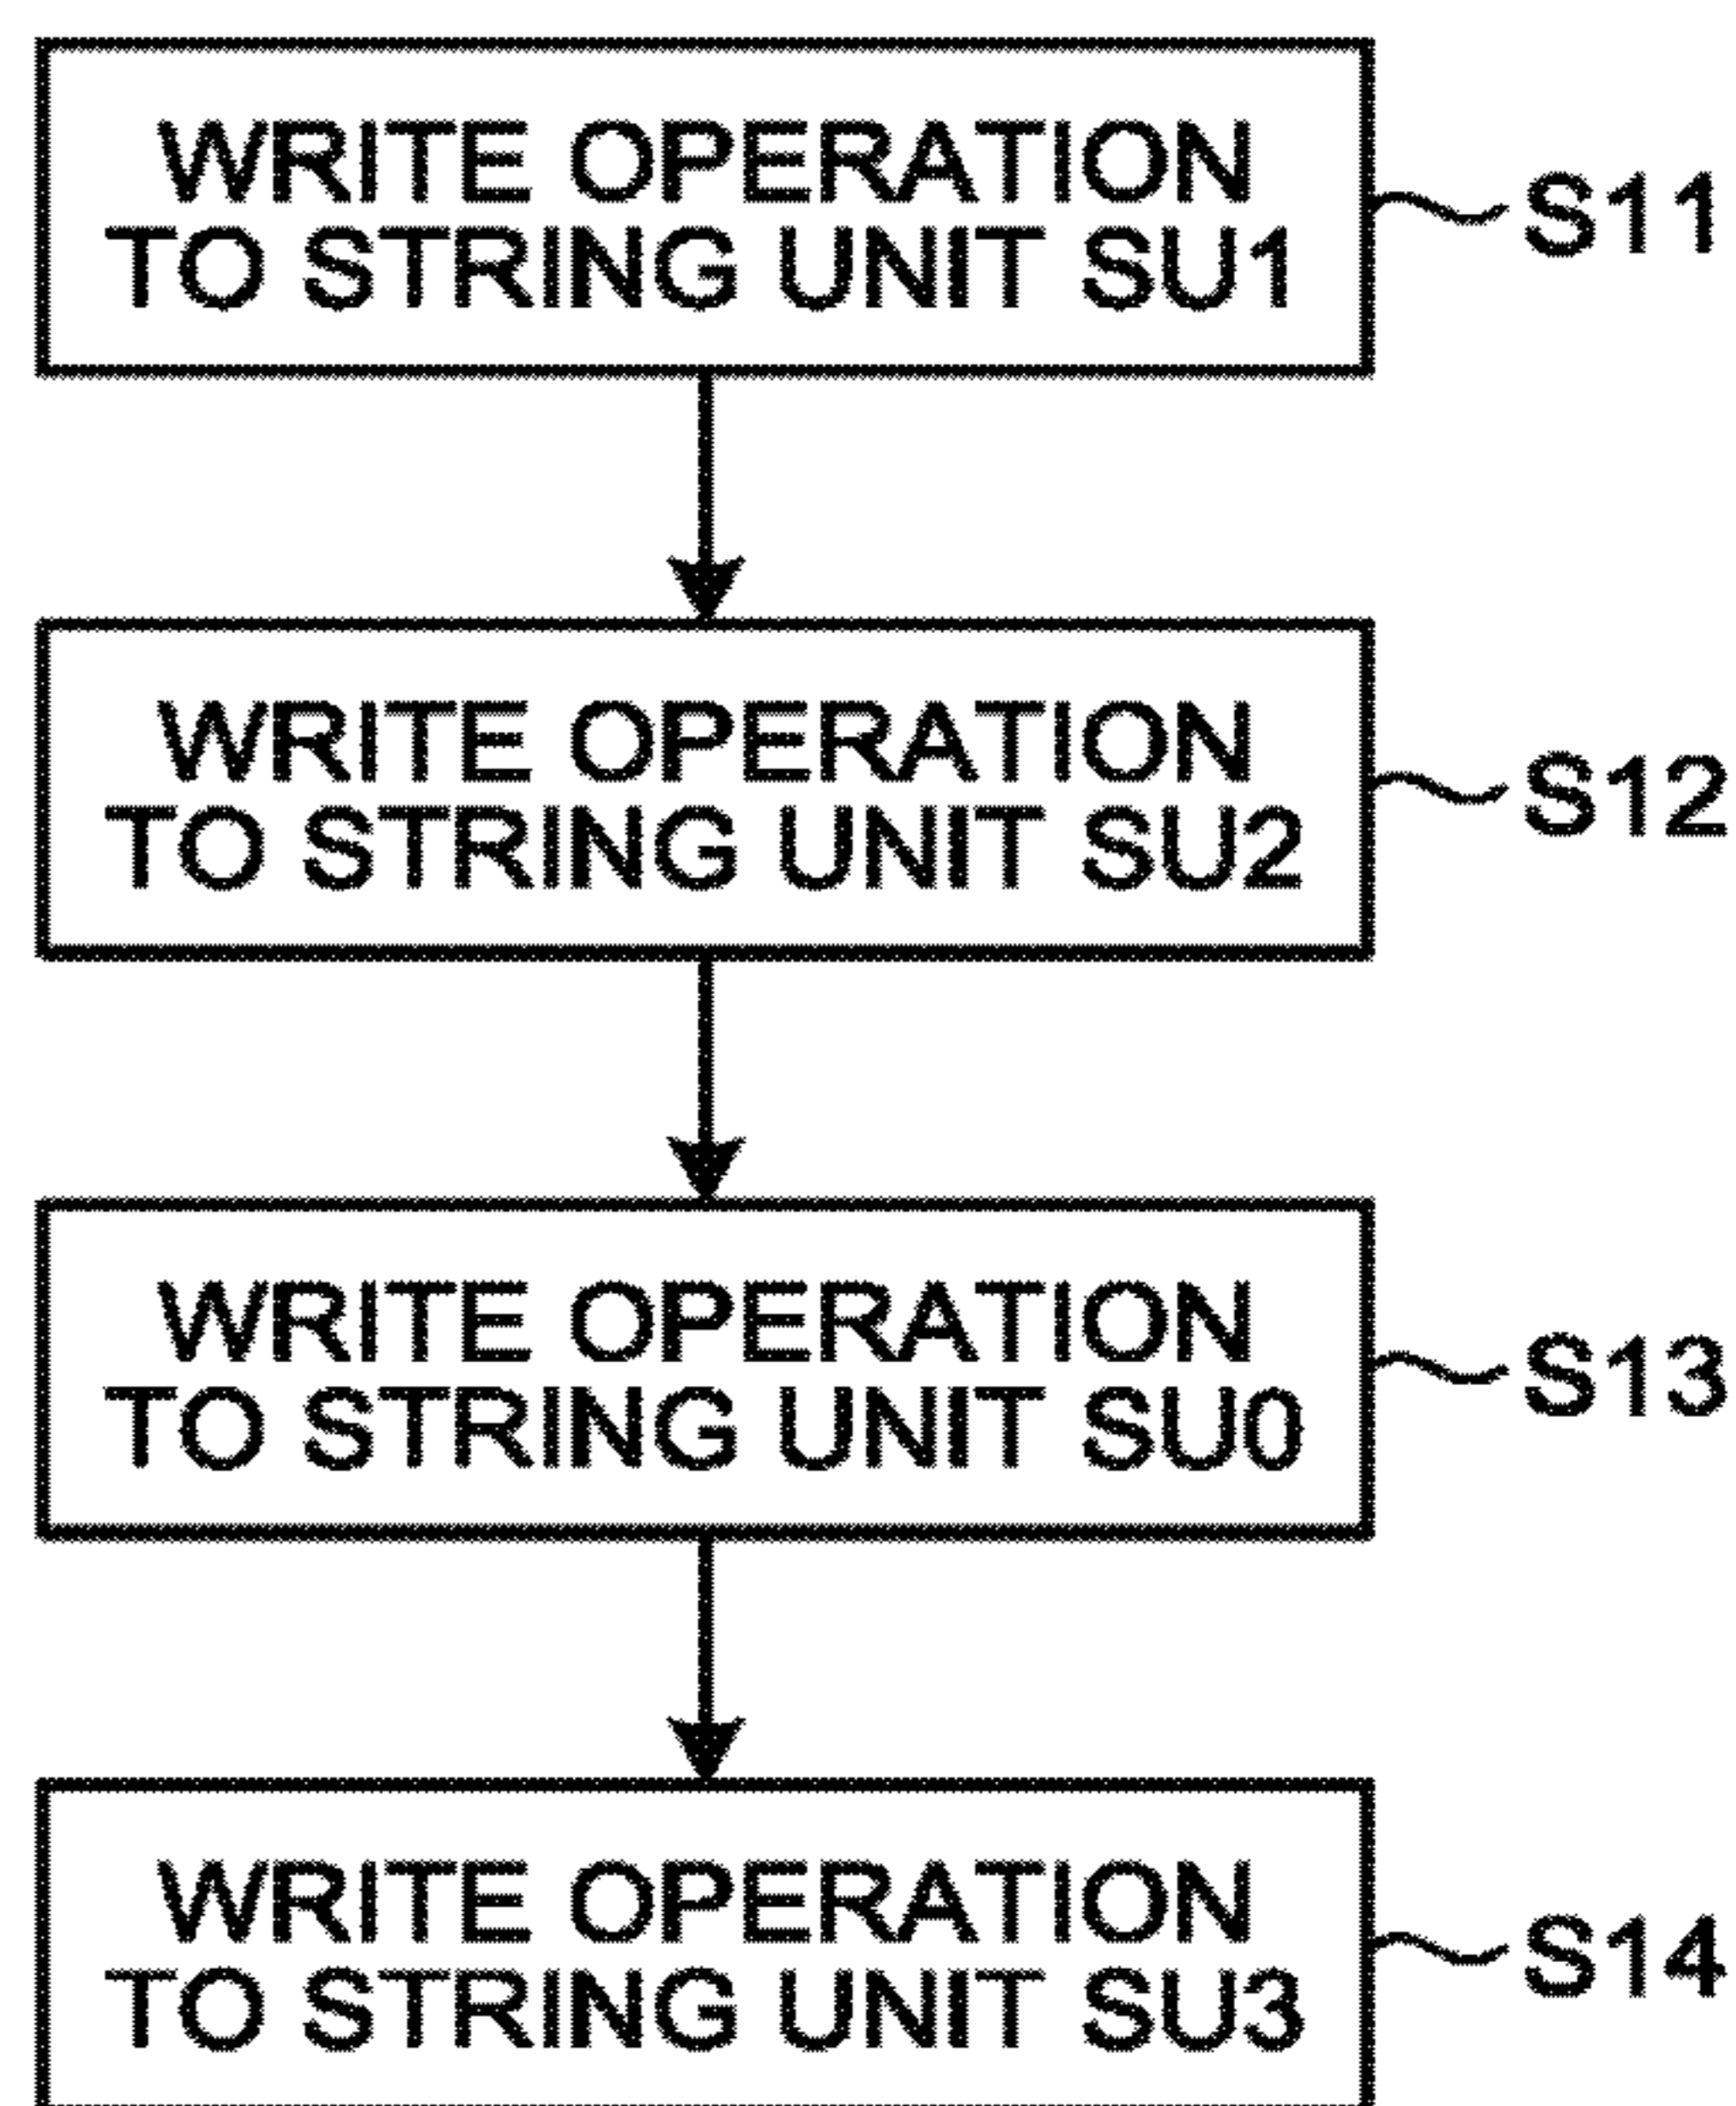 WRITE OPERATION
TO STRING UNIT SU1
S11
WRITE OPERATION
TO STRING UNIT SU2
S12
WRITE OPERATION
TO STRING UNIT SU0
S13
WRITE OPERATION
TO STRING UNIT SU3
S14